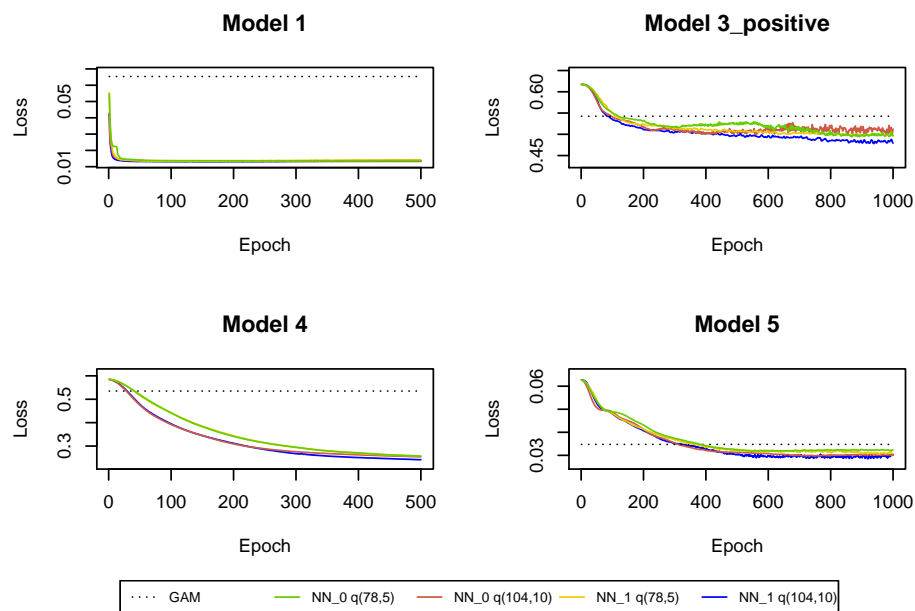 Model 1
Model 3_positive
Loss
0.05
0.01
0 100 200 300 400 500
Epoch
Loss
0.60
0.45
0 200 400 600 800 1000
Epoch
Model 4
Model 5
Loss
0.5
0.3
0 100 200 300 400 500
Epoch
Loss
0.06
0.03
0 200 400 600 800 1000
Epoch
GAM NN_0 q(78,5) NN_0 q(104,10) NN_1 q(78,5) NN_1 q(104,10)